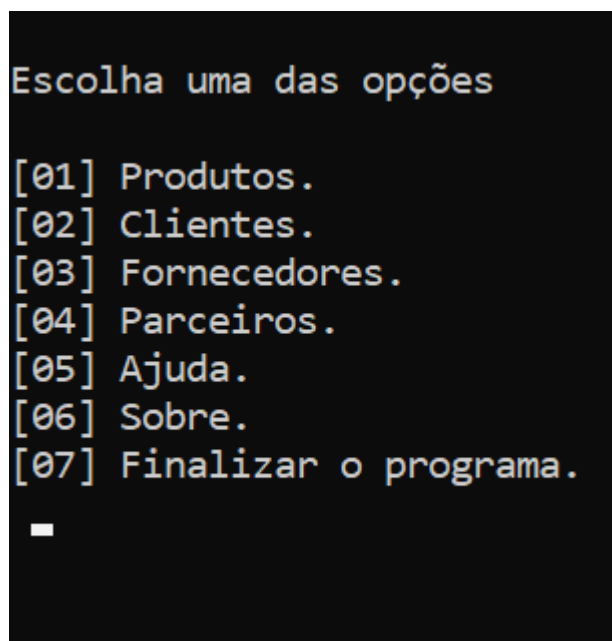 Escolha uma das opções
[01] Produtos.
[02] Clientes.
[03] Fornecedores.
[04] Parceiros.
[05] Ajuda.
[06] Sobre.
[07] Finalizar o programa.